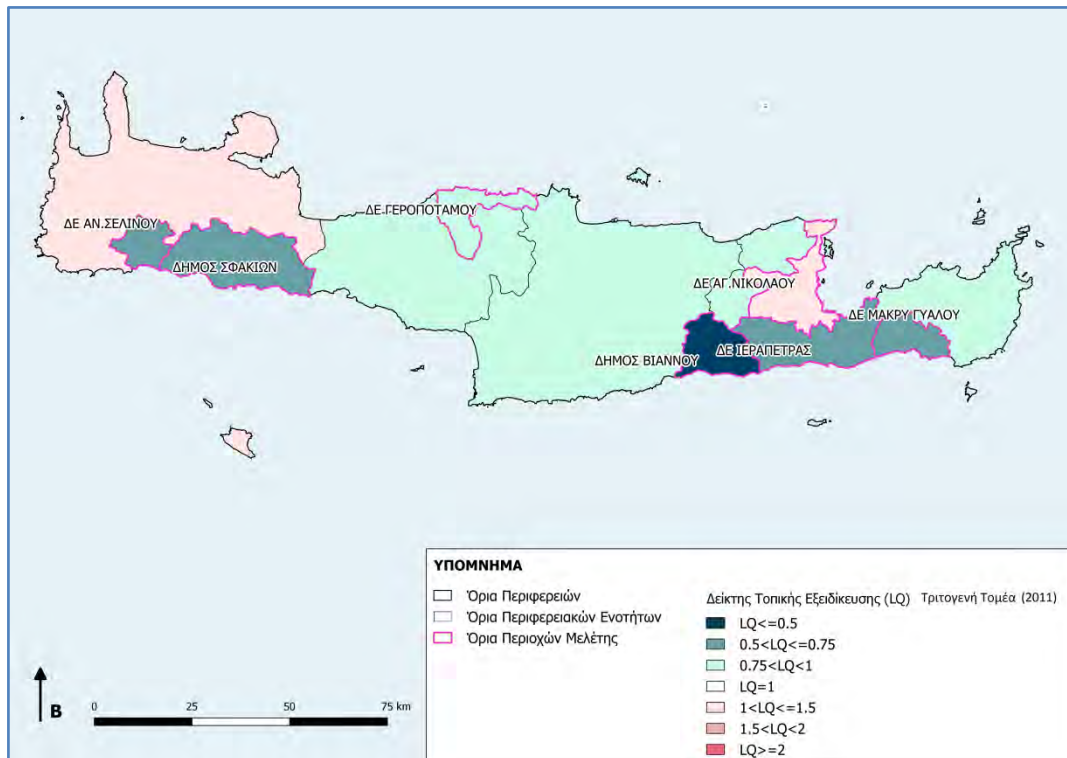 ΔΕ ΑΝ.ΣΕΛΙΝΟΥ
ΔΗΜΟΣ ΣΦΑΚΙΩΝ
ΔΕ ΓΕΡΟΠΟΤΑΜΟΥ
ΔΕ ΑΓ.ΝΙΚΟΛΑΟΥ
ΔΕ ΜΑΚΡΥ ΓΥΑΛΟΥ
ΔΕ ΙΕΡΑΠΕΤΡΑΣ
ΔΗΜΟΣ ΒΙΑΝΝΟΥ
ΥΠΟΜΝΗΜΑ
Όρια Περιφερειών
Όρια Περιφερειακών Ενοτήτων
Όρια Περιοχών Μελέτης
Δείκτης Τοπικής Εξειδίκευσης (LQ) Τριτογενή Τομέα (2011)
LQ<=0.5
0.5<LQ<=0.75
0.75<LQ<1
LQ=1
1<LQ<=1.5
1.5<LQ<2
LQ>=2
Β
0 25 50 75 km